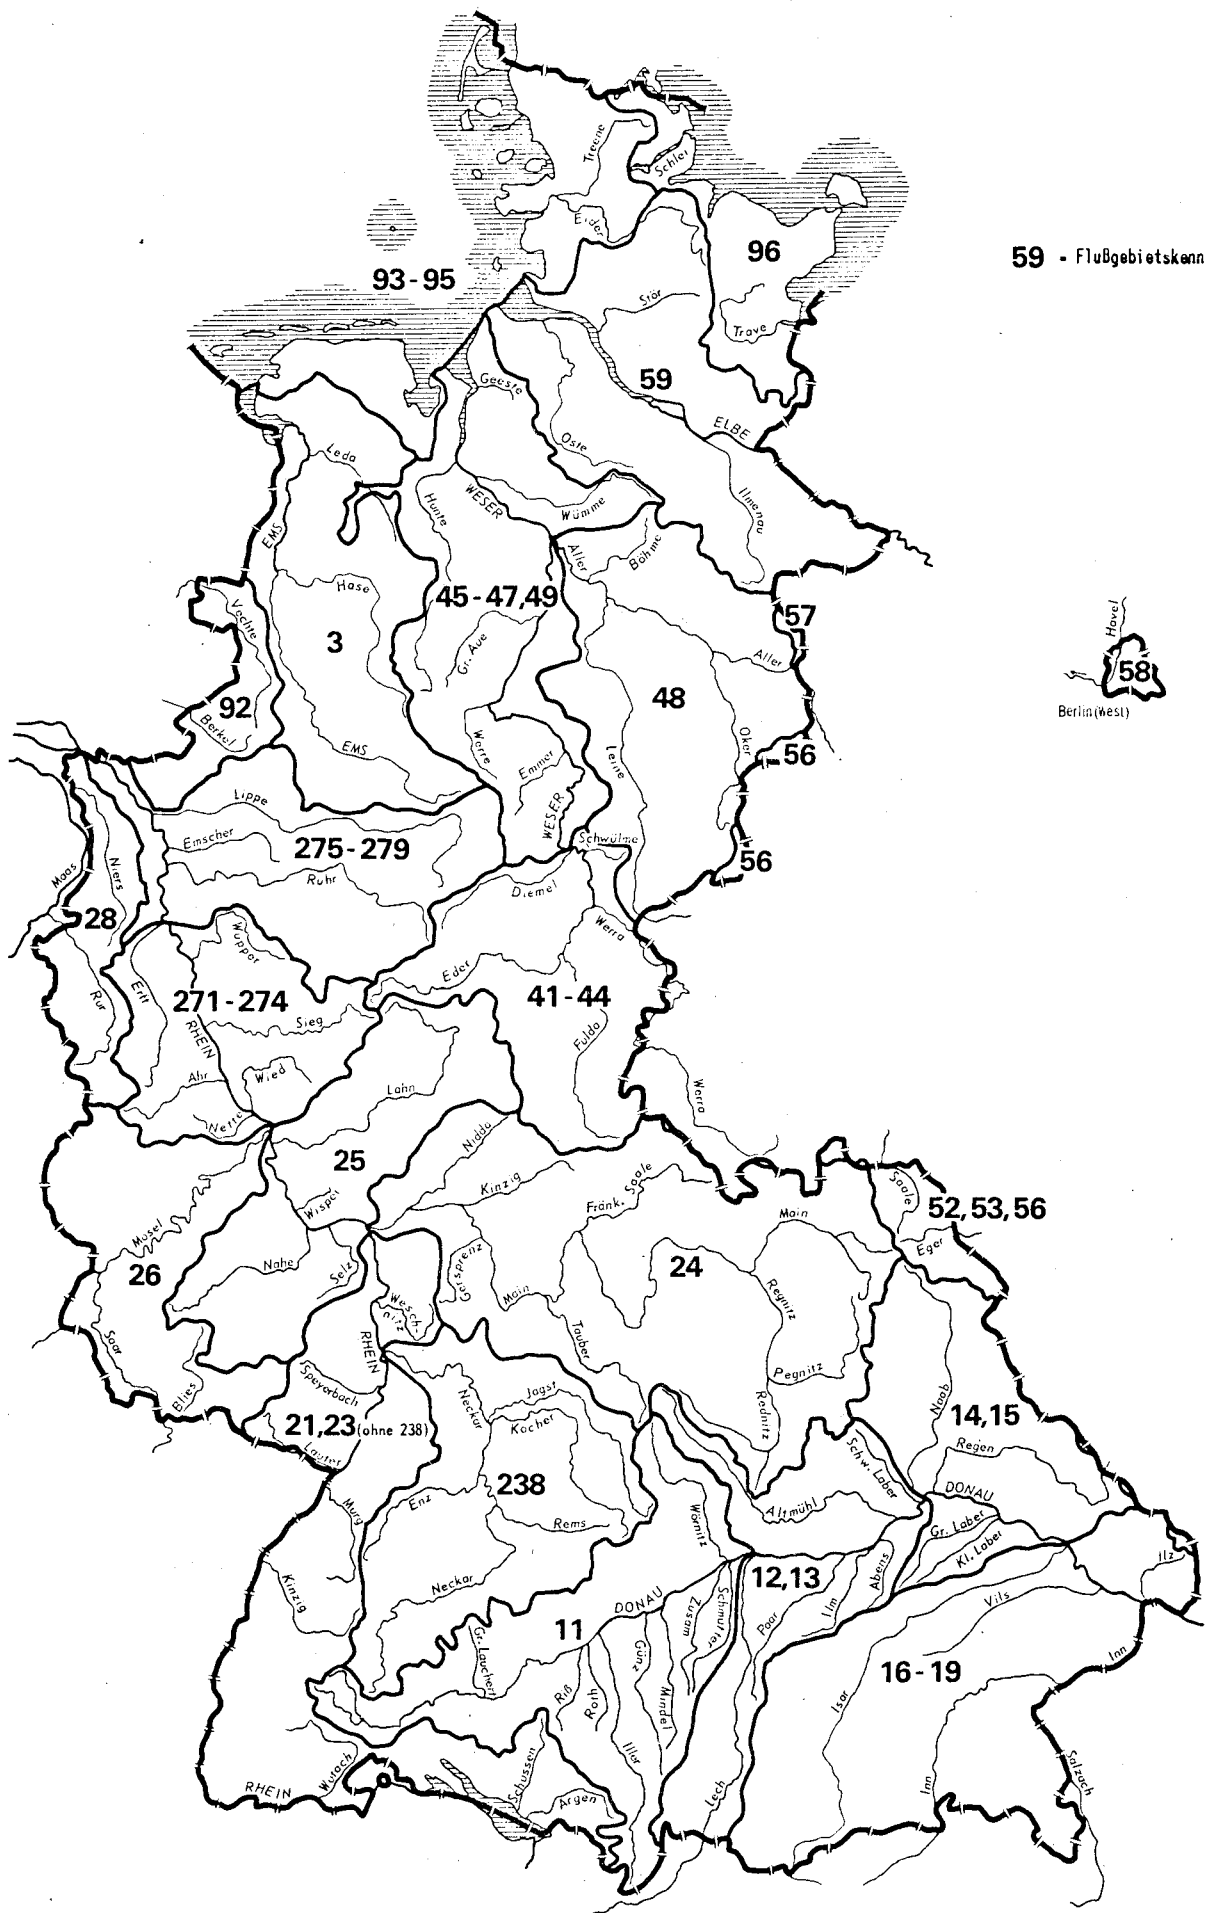 Treene
Schlei
Eider
96
59 - Flußgebietskenn
93-95
Stör
Trave
59
Geeste
ELBE
Oste
Leda
Ilmenau
Hunte
WESER
Wümme
EMS
Aller
Böhme
Hase
45-47,49
57
Vechte
3
Gr. Aue
Aller
Havel
58
Berlin(West)
92
48
Berkel
EMS
Werre
Emmer
Leine
Oker
56
Lippe
WESER
Emscher
275-279
Schwülme
56
Maas
Niers
Ruhr
Diemel
28
Wupper
Werra
Rur
Erft
271-274
Eder
41-44
RHEIN
Sieg
Fulda
Ahr
Wied
Lahn
Werra
Nette
25
Nidda
Wisper
Kinzig
Fränk. Saale
Saale
52,53,56
Mosel
Main
Eger
26
Nahe
Selz
Gersprenz
24
Main
Wesch-
nitz
Regnitz
Saar
RHEIN
Tauber
Blies
Speyerbach
Neckar
Jagst
Pegnitz
Naab
21,23(ohne 238)
Kocher
Rednitz
14,15
Lauter
Schw. Laber
Regen
238
DONAU
Murg
Enz
Rems
Wörnitz
Altmühl
Gr. Laber
Kl. Laber
Ilz
Kinzig
Neckar
12,13
Abens
DONAU
Zusam
Schmutter
Paar
Ilm
Vils
11
Gr. Lauchert
Günz
Mindel
16-19
Inn
Riß
Roth
Isar
Iller
Wutach
Schussen
Lech
Inn
Salzach
RHEIN
Argen